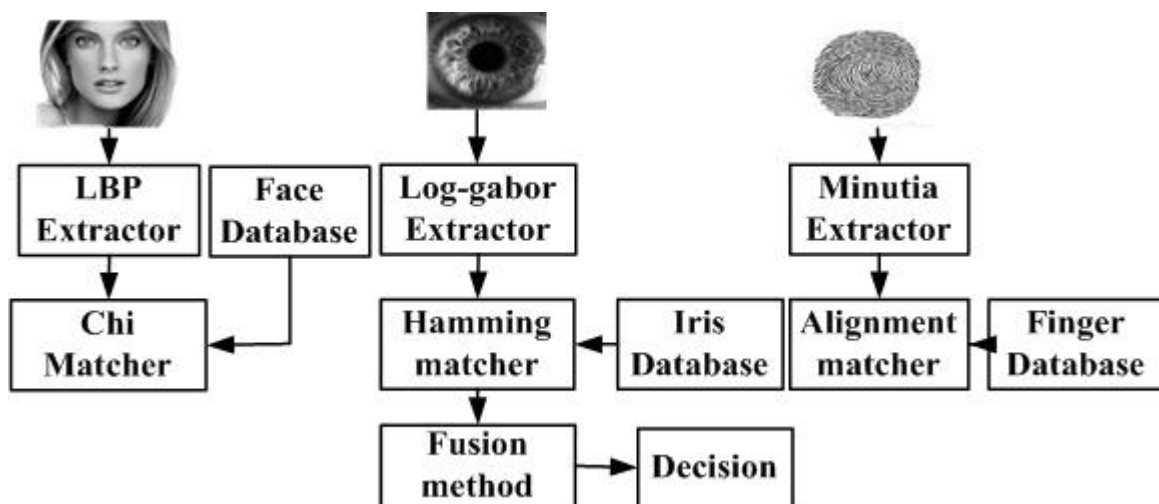 LBP
Extractor
Face
Database
Log-gabor
Extractor
Minutia
Extractor
Chi
Matcher
Hamming
matcher
Iris
Database
Alignment
matcher
Finger
Database
Fusion
method
Decision